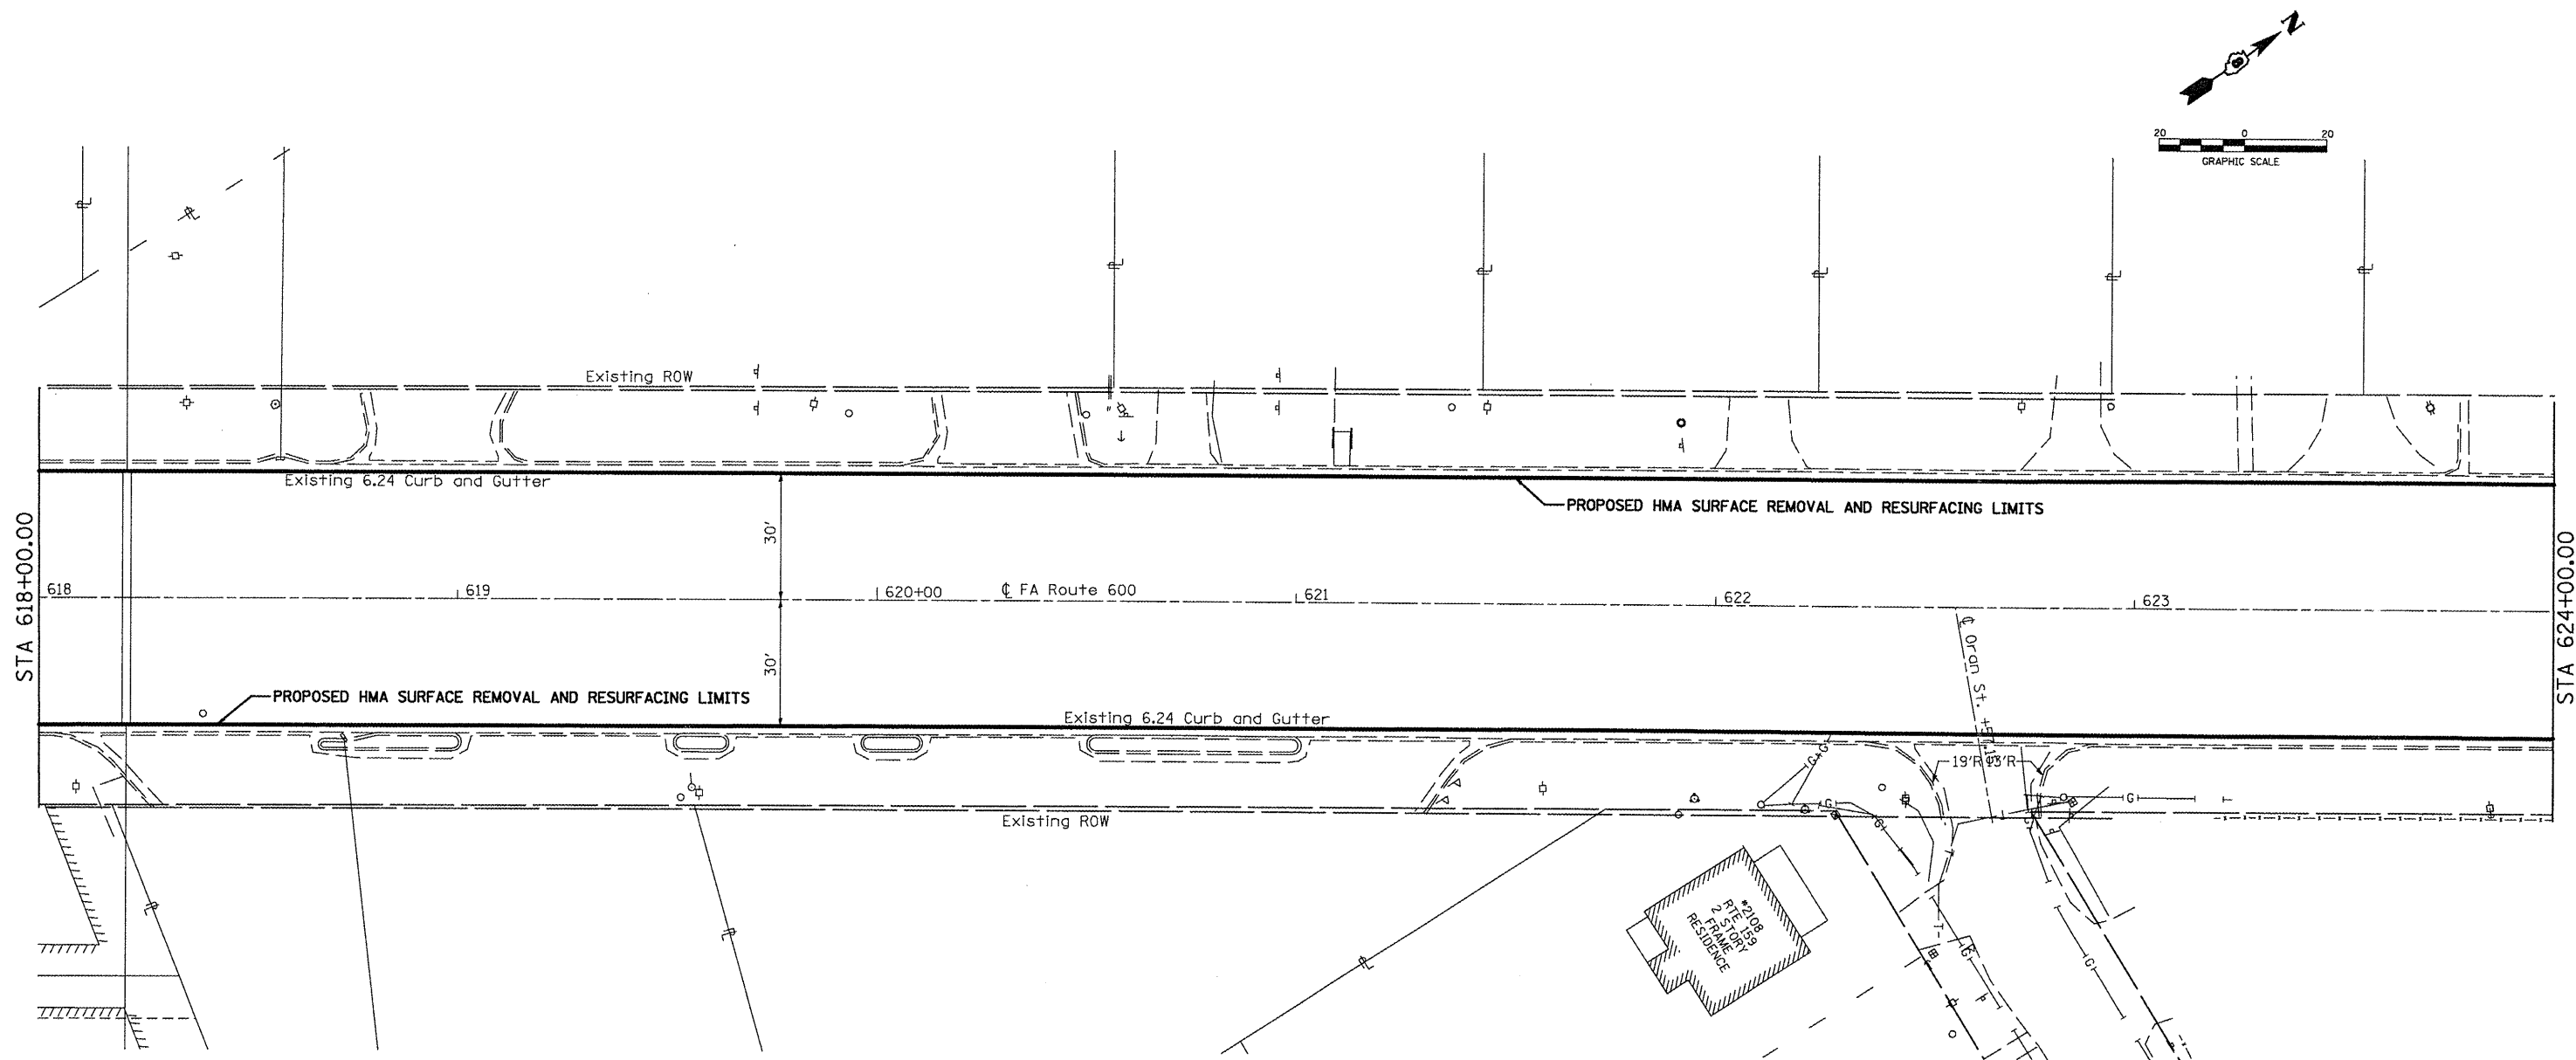 N
20 0 20
GRAPHIC SCALE
Existing ROW
Existing 6.24 Curb and Gutter
PROPOSED HMA SURFACE REMOVAL AND RESURFACING LIMITS
30'
STA 618+00.00
618
619
620+00
℄ FA Route 600
621
622
623
STA 624+00.00
30'
℄ Oran St.
PROPOSED HMA SURFACE REMOVAL AND RESURFACING LIMITS
Existing 6.24 Curb and Gutter
19'R
Existing ROW
G
G
G
G
G
#2108
RTE 159
2 STORY
FRAME
RESIDENCE
G
G